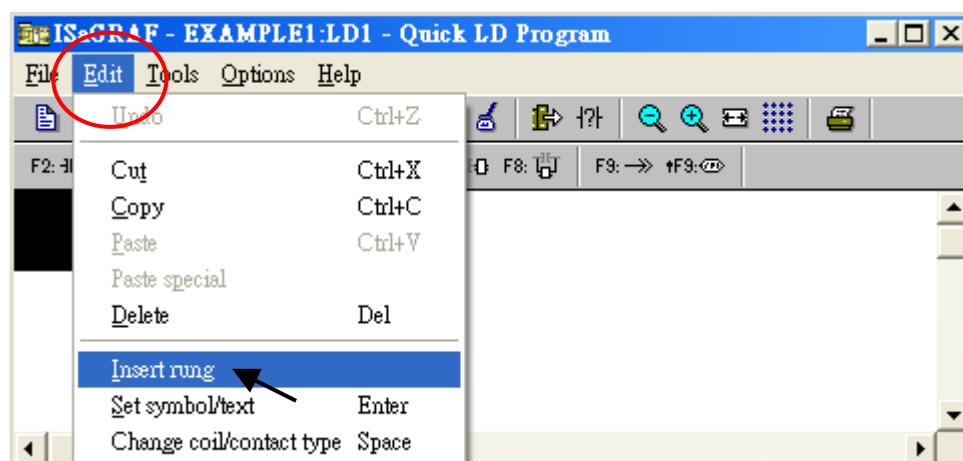 ISaGRAF - EXAMPLE1:LD1 - Quick LD Program
File Edit Tools Options Help
Undo Ctrl+Z
F2: F8: F9: F9:
Cut Ctrl+X
Copy Ctrl+C
Paste Ctrl+V
Paste special
Delete Del
Insert rung
Set symbol/text Enter
Change coil/contact type Space